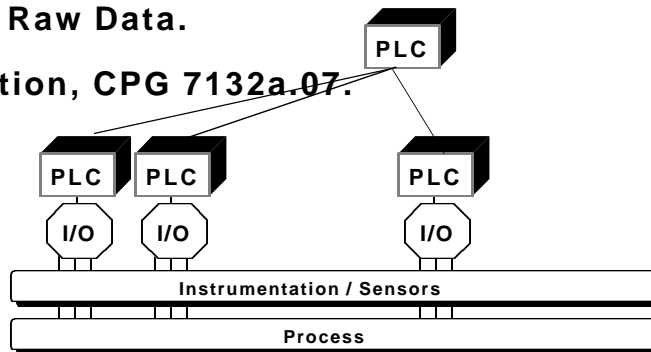 Raw Data.
PLC
tion, CPG 7132a.07.
PLC PLC PLC
I/O I/O I/O
Instrumentation / Sensors
Process